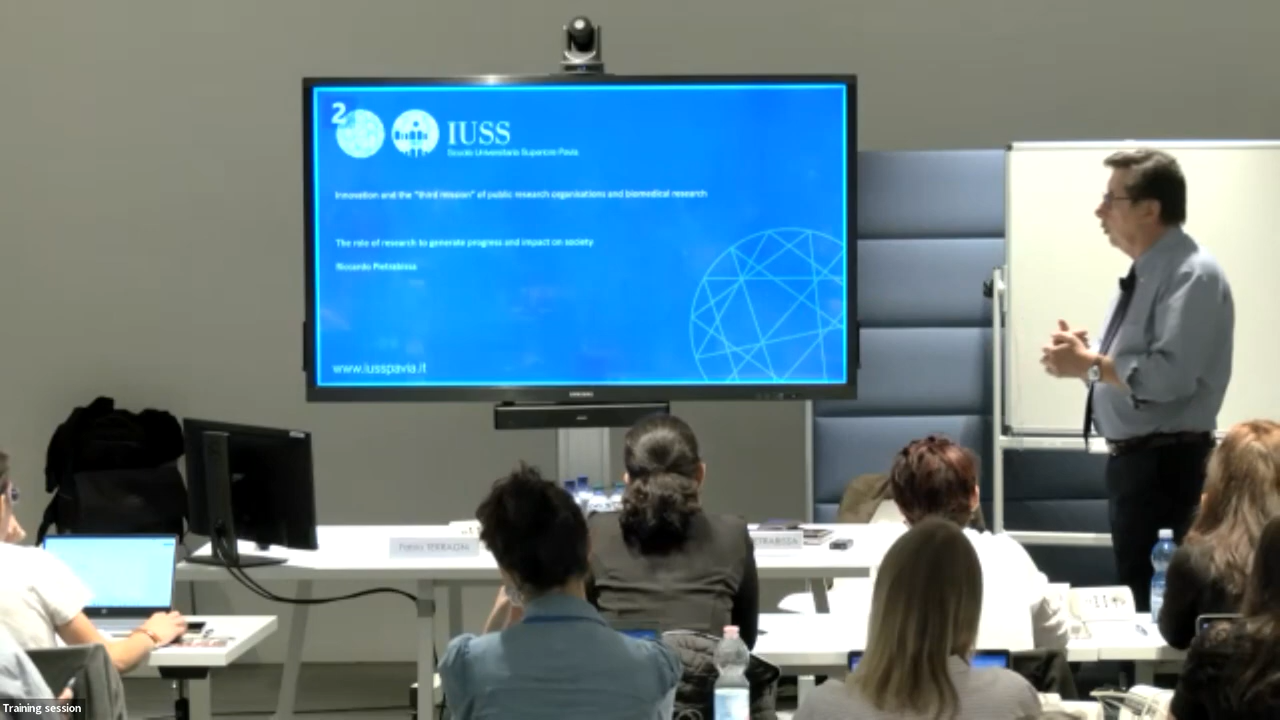 2
IUSS
Scuola Universitaria Superiore Pavia
Innovation and the "third mission" of public research organisations and biomedical research
The role of research to generate progress and impact on society
Riccardo Pietrabissa
www.iusspavia.it
SAMSUNG
Fabio TERRAGNI
PIETRABISSA
Training session